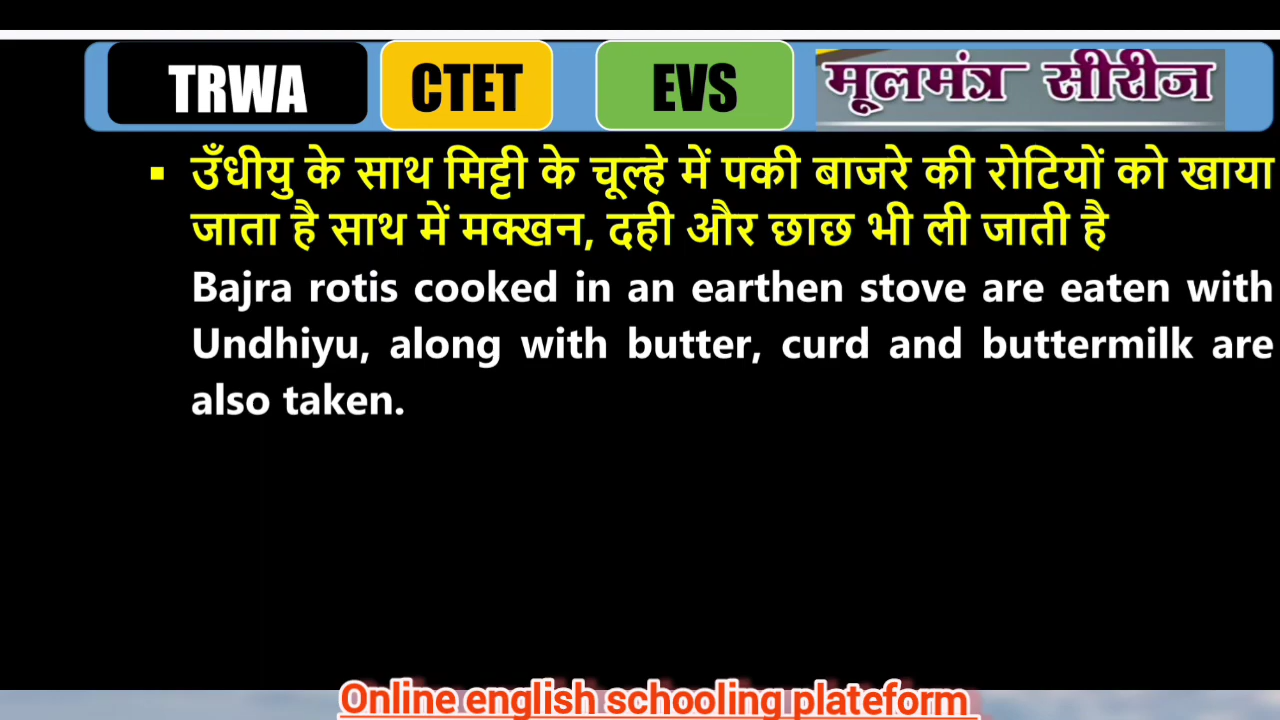 TRWA CTET EVS मूलमंत्र सीरीज
▪ उँधीयु के साथ मिट्टी के चूल्हे में पकी बाजरे की रोटियों को खाया
जाता है साथ में मक्खन, दही और छाछ भी ली जाती है
Bajra rotis cooked in an earthen stove are eaten with
Undhiyu, along with butter, curd and buttermilk are
also taken.
Online english schooling plateform